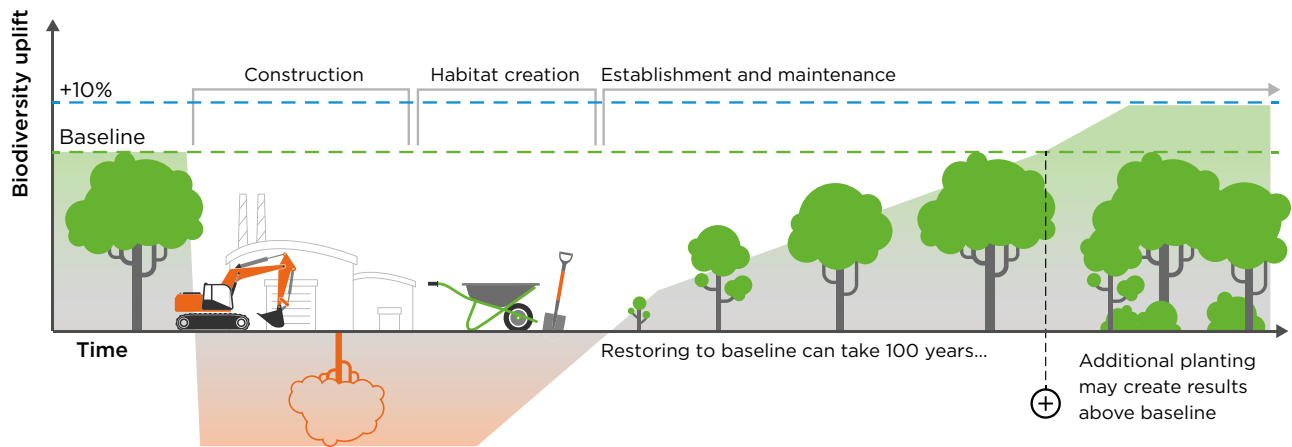 Biodiversity uplift
+10%
Construction
Habitat creation
Establishment and maintenance
Baseline
Time
Restoring to baseline can take 100 years...
Additional planting
may create results
above baseline